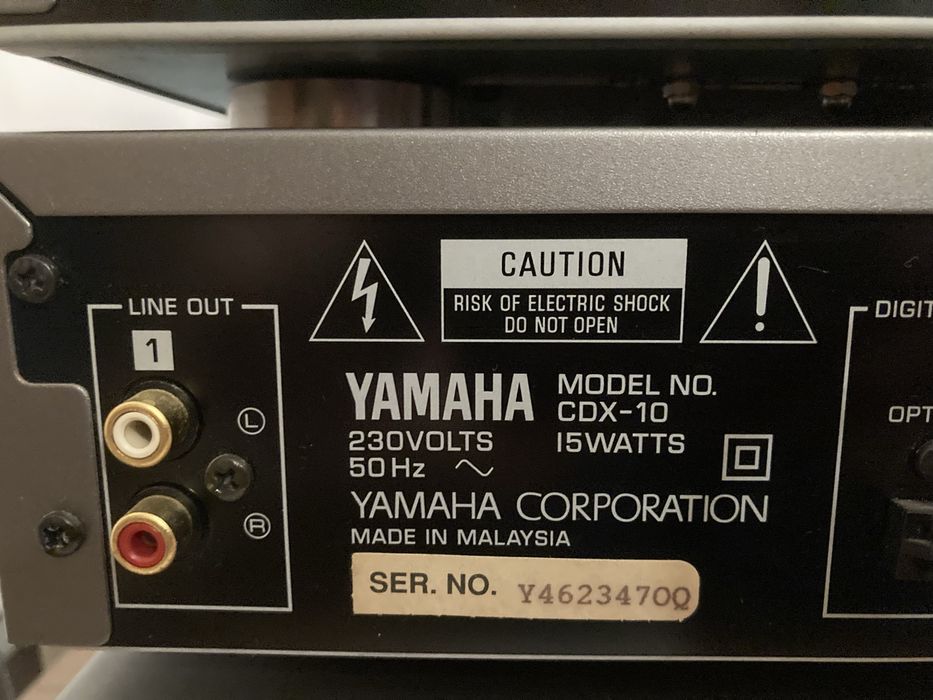 CAUTION
RISK OF ELECTRIC SHOCK
DO NOT OPEN
LINE OUT
1
L
R
YAMAHA
MODEL NO.
CDX-10
230VOLTS
15WATTS
50Hz
YAMAHA CORPORATION
MADE IN MALAYSIA
SER. NO. Y4623470Q
DIGIT
OPT